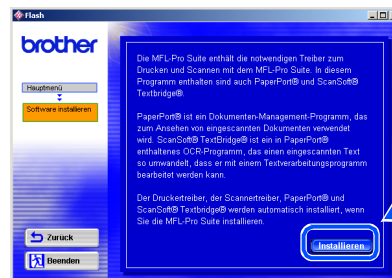 Flash
brother
Hauptmenü
Software installieren
Die MFL-Pro Suite enthält die notwendigen Treiber zum
Drucken und Scannen mit dem MFL-Pro Suite. In diesem
Programm enthalten sind auch PaperPort® und ScanSoft®
Textbridge®.
PaperPort® ist ein Dokumenten-Management-Programm, das
zum Ansehen von eingescannten Dokumenten verwendet
wird. ScanSoft® TextBridge® ist ein in PaperPort®
enthaltenes OCR-Programm, das einen eingescannten Text
so umwandelt, dass er mit einem Textverarbeitungsprogramm
bearbeitet werden kann.
Der Druckertreiber, der Scannertreiber, PaperPort® und
ScanSoft® Textbridge® werden automatisch installiert, wenn
Sie die MFL-Pro Suite installieren.
Zurück
Beenden
Installieren